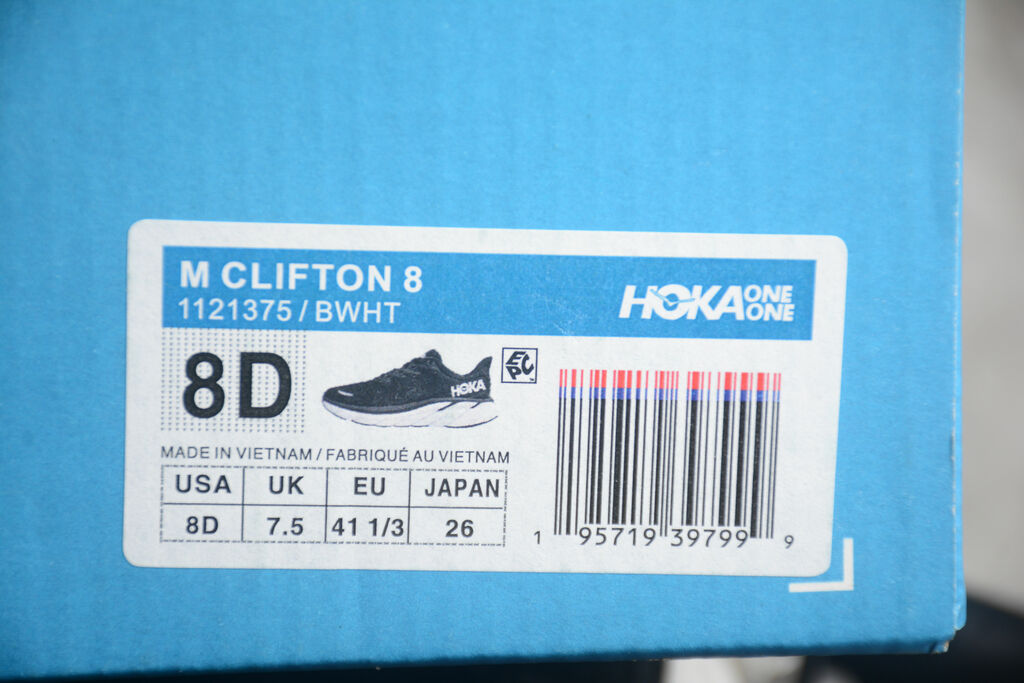 M CLIFTON 8
1121375 / BWHT
HOKA ONE ONE
8D
HOKA
EPC
MADE IN VIETNAM / FABRIQUÉ AU VIETNAM
USA UK EU JAPAN
8D 7.5 41 1/3 26
1 95719 39799 9